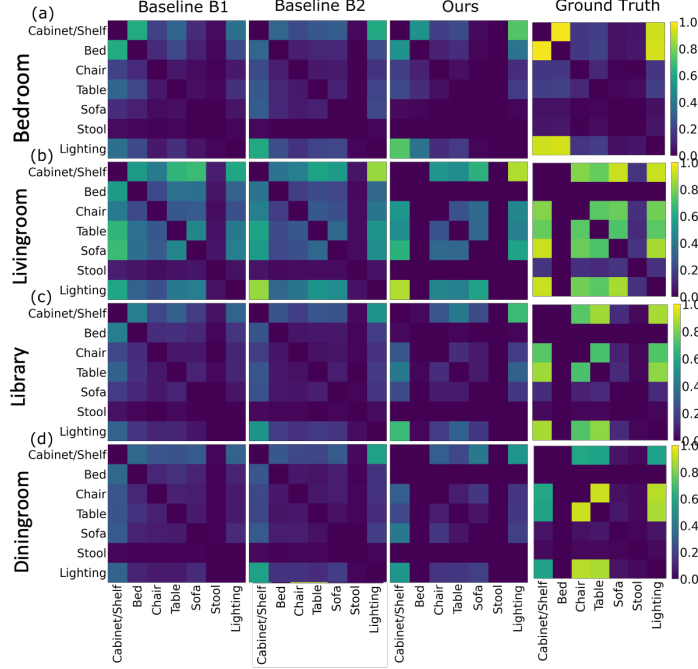 Baseline B1 Baseline B2 Ours Ground Truth
(a)
Bedroom
Cabinet/Shelf
Bed
Chair
Table
Sofa
Stool
Lighting
1.0
0.8
0.6
0.4
0.2
0.0
(b)
Livingroom
Cabinet/Shelf
Bed
Chair
Table
Sofa
Stool
Lighting
1.0
0.8
0.6
0.4
0.2
0.0
(c)
Library
Cabinet/Shelf
Bed
Chair
Table
Sofa
Stool
Lighting
1.0
0.8
0.6
0.4
0.2
0.0
(d)
Diningroom
Cabinet/Shelf
Bed
Chair
Table
Sofa
Stool
Lighting
1.0
0.8
0.6
0.4
0.2
0.0
Cabinet/Shelf
Bed
Chair
Table
Sofa
Stool
Lighting
Cabinet/Shelf
Bed
Chair
Table
Sofa
Stool
Lighting
Cabinet/Shelf
Bed
Chair
Table
Sofa
Stool
Lighting
Cabinet/Shelf
Bed
Chair
Table
Sofa
Stool
Lighting